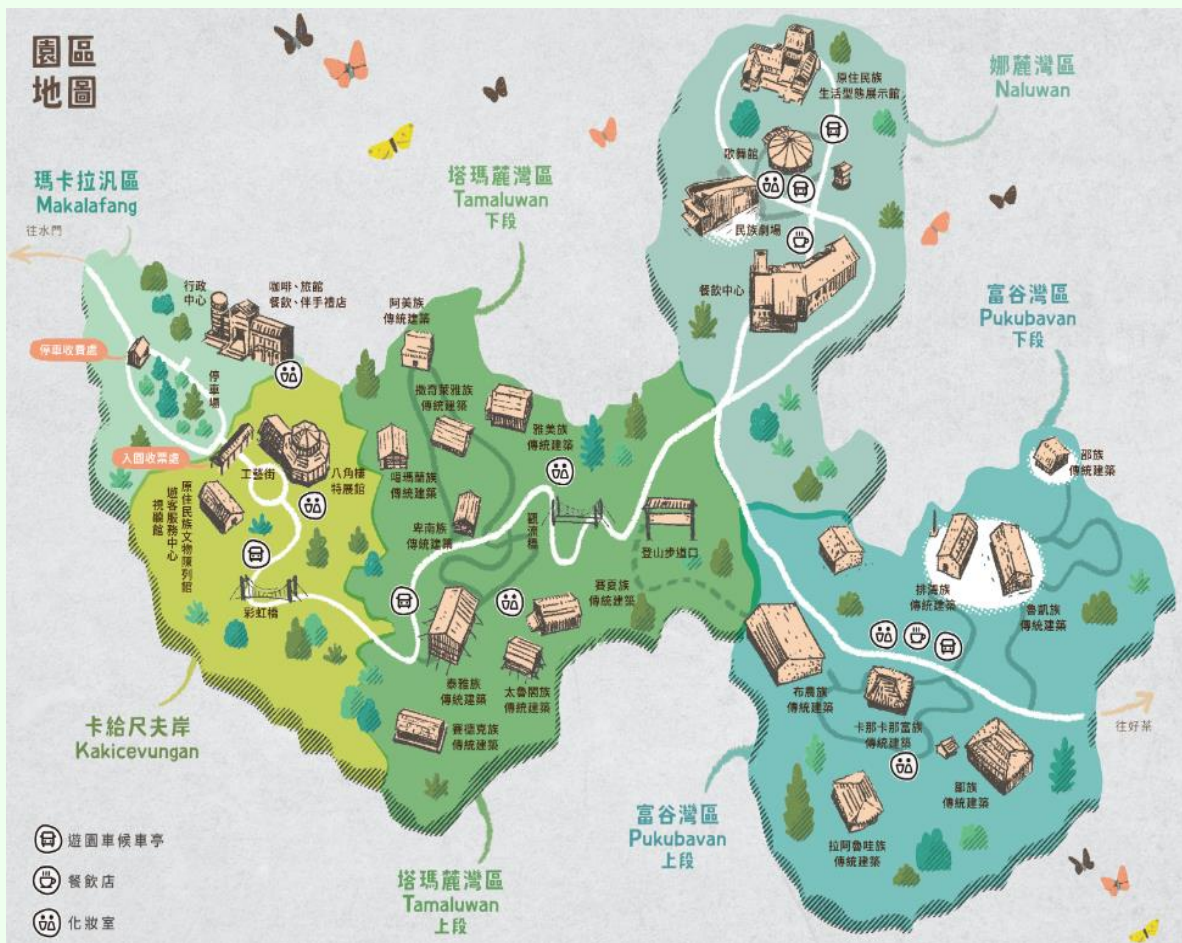 園區
地圖
瑪卡拉汎區
Makalafang
往水門
行政
中心
咖啡、旅館
餐飲、伴手禮店
停車收費處
停車場
入園收票處
工藝街
八角樓
特展館
原住民族文物陳列館
遊客服務中心
視聽館
彩虹橋
卡給尺夫岸
Kakicevungan
塔瑪麓灣區
Tamaluwan
下段
阿美族
傳統建築
撒奇萊雅族
傳統建築
雅美族
傳統建築
噶瑪蘭族
傳統建築
卑南族
傳統建築
觀流橋
登山步道口
賽夏族
傳統建築
泰雅族
傳統建築
太魯閣族
傳統建築
賽德克族
傳統建築
塔瑪麓灣區
Tamaluwan
上段
娜麓灣區
Naluwan
原住民族
生活型態展示館
歌舞館
民族劇場
餐飲中心
富谷灣區
Pukubavan
下段
邵族
傳統建築
排灣族
傳統建築
魯凱族
傳統建築
布農族
傳統建築
卡那卡那富族
傳統建築
鄒族
傳統建築
拉阿魯哇族
傳統建築
往好茶
富谷灣區
Pukubavan
上段
遊園車候車亭
餐飲店
化妝室